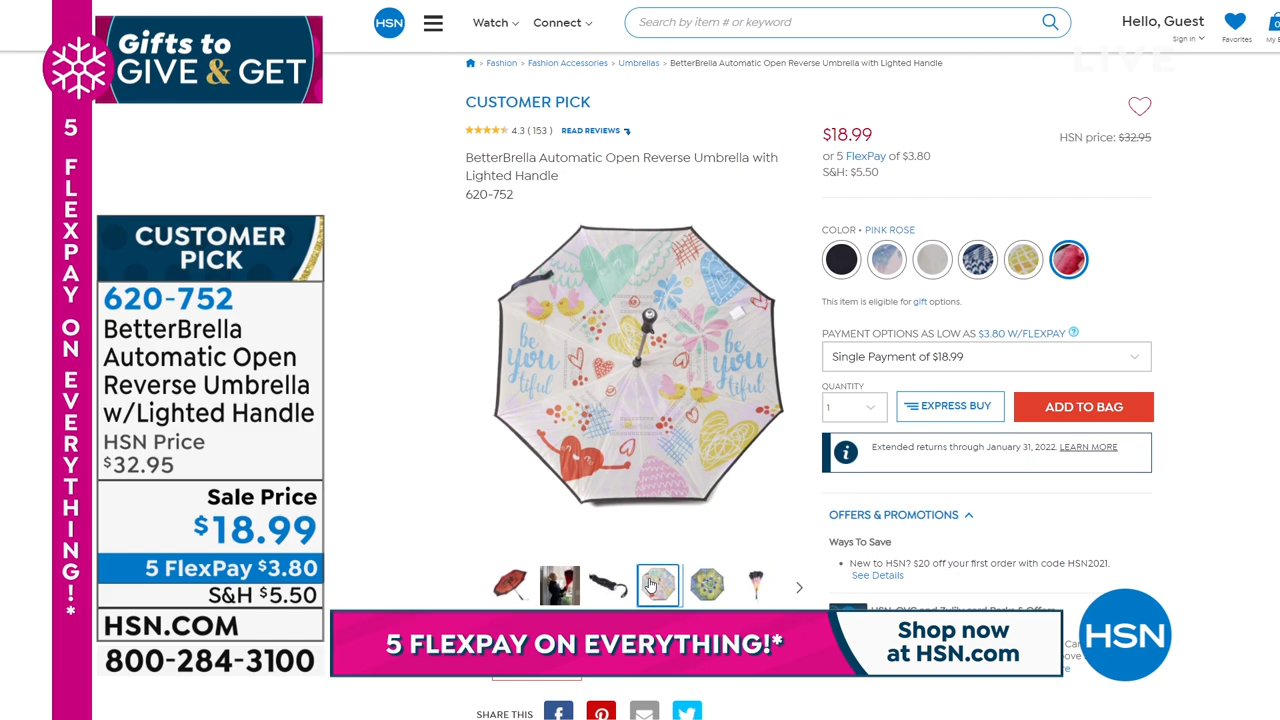 Gifts to
GIVE & GET
5 FLEXPAY ON EVERYTHING!*
CUSTOMER
PICK
620-752
BetterBrella
Automatic Open
Reverse Umbrella
w/Lighted Handle
HSN Price
$32.95
Sale Price
$18.99
5 FlexPay $3.80
S&H $5.50
HSN.COM
800-284-3100
HSN
Watch
Connect
Search by item # or keyword
Hello, Guest
Sign In
Favorites
LIVE
Fashion > Fashion Accessories > Umbrellas > BetterBrella Automatic Open Reverse Umbrella with Lighted Handle
CUSTOMER PICK
4.3 ( 153 ) READ REVIEWS
BetterBrella Automatic Open Reverse Umbrella with
Lighted Handle
620-752
be
you
tiful
be
you
tiful
$18.99
HSN price: $32.95
or 5 FlexPay of $3.80
S&H: $5.50
COLOR • PINK ROSE
This item is eligible for gift options.
PAYMENT OPTIONS AS LOW AS $3.80 W/FLEXPAY ?
Single Payment of $18.99
QUANTITY
1
EXPRESS BUY
ADD TO BAG
Extended returns through January 31, 2022. LEARN MORE
OFFERS & PROMOTIONS
Ways To Save
• New to HSN? $20 off your first order with code HSN2021.
See Details
5 FLEXPAY ON EVERYTHING!*
Shop now
at HSN.com
HSN
SHARE THIS